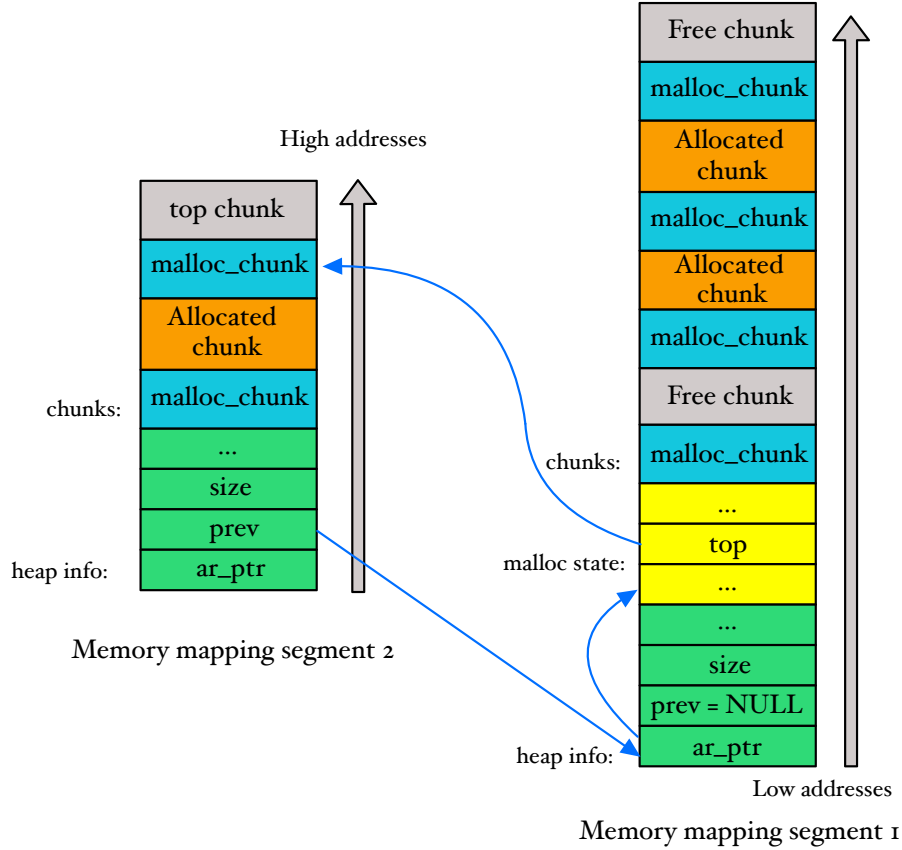 High addresses
top chunk
malloc_chunk
Allocated
chunk
malloc_chunk
chunks:
...
size
prev
heap info:
ar_ptr
Memory mapping segment 2
Free chunk
malloc_chunk
Allocated
chunk
malloc_chunk
Allocated
chunk
malloc_chunk
Free chunk
chunks:
malloc_chunk
...
top
malloc state:
...
...
size
prev = NULL
heap info:
ar_ptr
Low addresses
Memory mapping segment 1